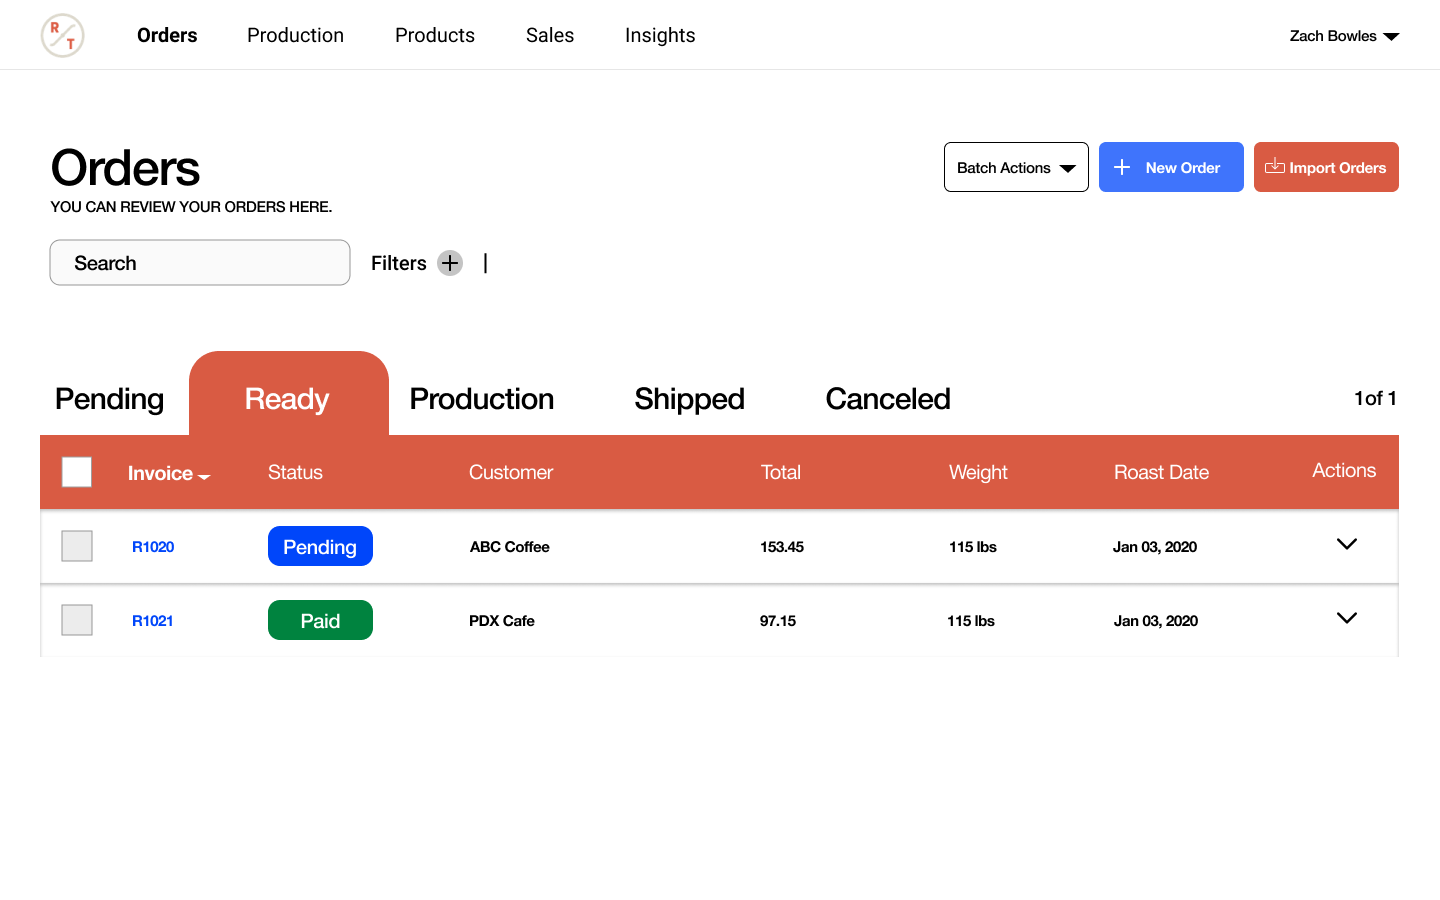 R
T
Orders Production Products Sales Insights Zach Bowles
Orders
YOU CAN REVIEW YOUR ORDERS HERE.
Batch Actions New Order Import Orders
Search Filters
Pending Ready Production Shipped Canceled 1of 1
Invoice Status Customer Total Weight Roast Date Actions
R1020 Pending ABC Coffee 153.45 115 lbs Jan 03, 2020
R1021 Paid PDX Cafe 97.15 115 lbs Jan 03, 2020